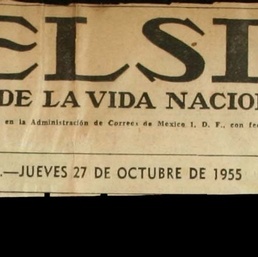 ELSI
DE LA VIDA NACIO
en la Administración de Correos de México 1, D. F., con fe
.—JUEVES 27 DE OCTUBRE DE 1955